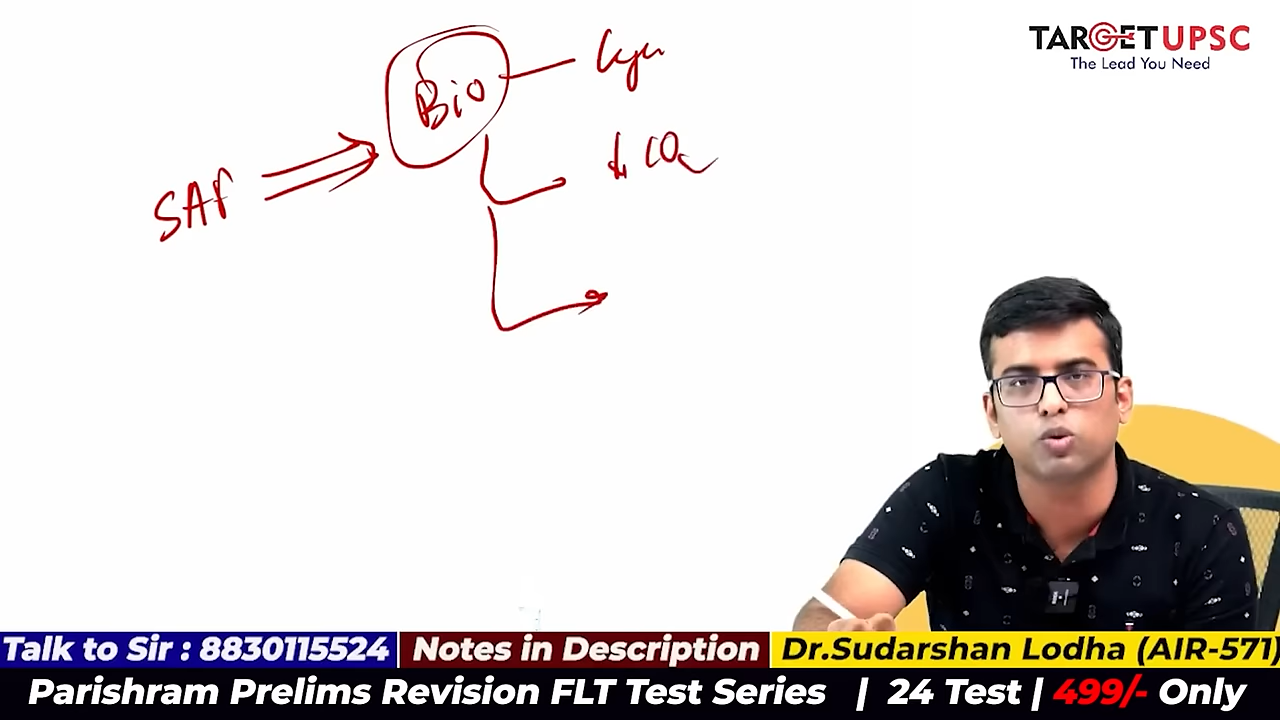 TARGETUPSC
The Lead You Need
Bio
SAF
CO2
Talk to Sir : 8830115524
Notes in Description
Dr.Sudarshan Lodha (AIR-571)
Parishram Prelims Revision FLT Test Series | 24 Test | 499/- Only